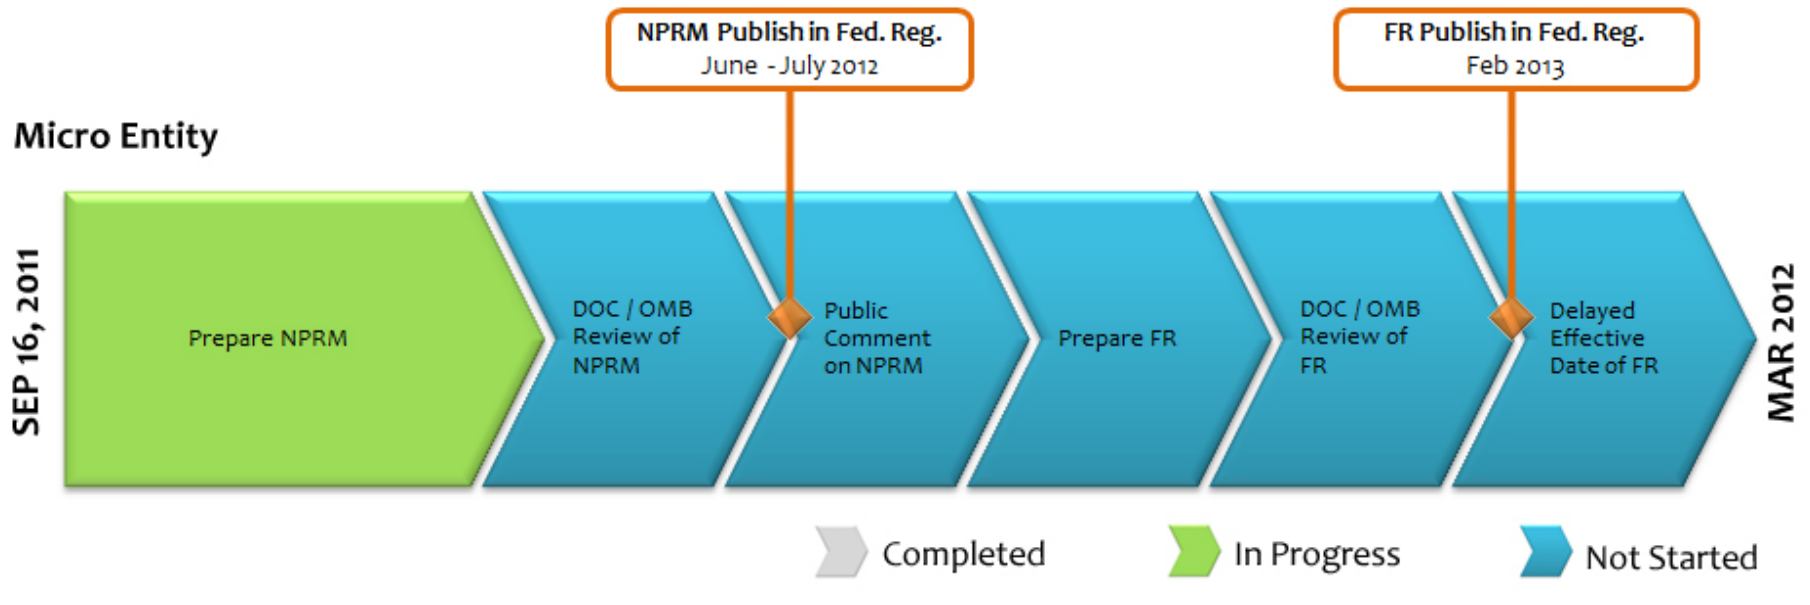 NPRM Publish in Fed. Reg.
June - July 2012
FR Publish in Fed. Reg.
Feb 2013
Micro Entity
SEP 16, 2011
Prepare NPRM
DOC / OMB
Review of
NPRM
Public
Comment
on NPRM
Prepare FR
DOC / OMB
Review of
FR
Delayed
Effective
Date of FR
MAR 2012
Completed
In Progress
Not Started